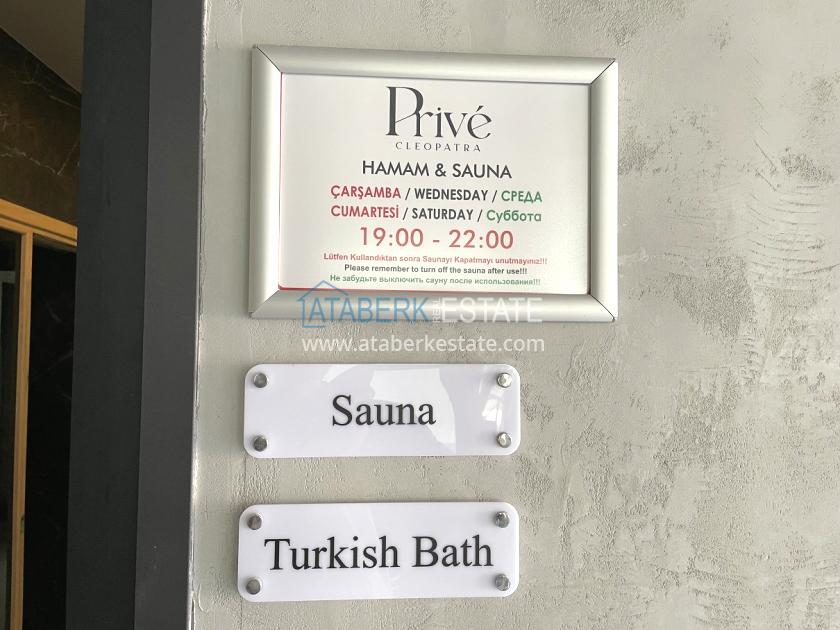 Privé
CLEOPATRA
HAMAM & SAUNA
ÇARŞAMBA / WEDNESDAY / СРЕДА
CUMARTESİ / SATURDAY / Суббота
19:00 - 22:00
Lütfen Kullandıktan sonra Saunayı Kapatmayı unutmayınız!!!
Please remember to turn off the sauna after use!!!
Не забудьте выключить сауну после использования!!!
ATABERK REAL ESTATE
www.ataberkestate.com
Sauna
Turkish Bath